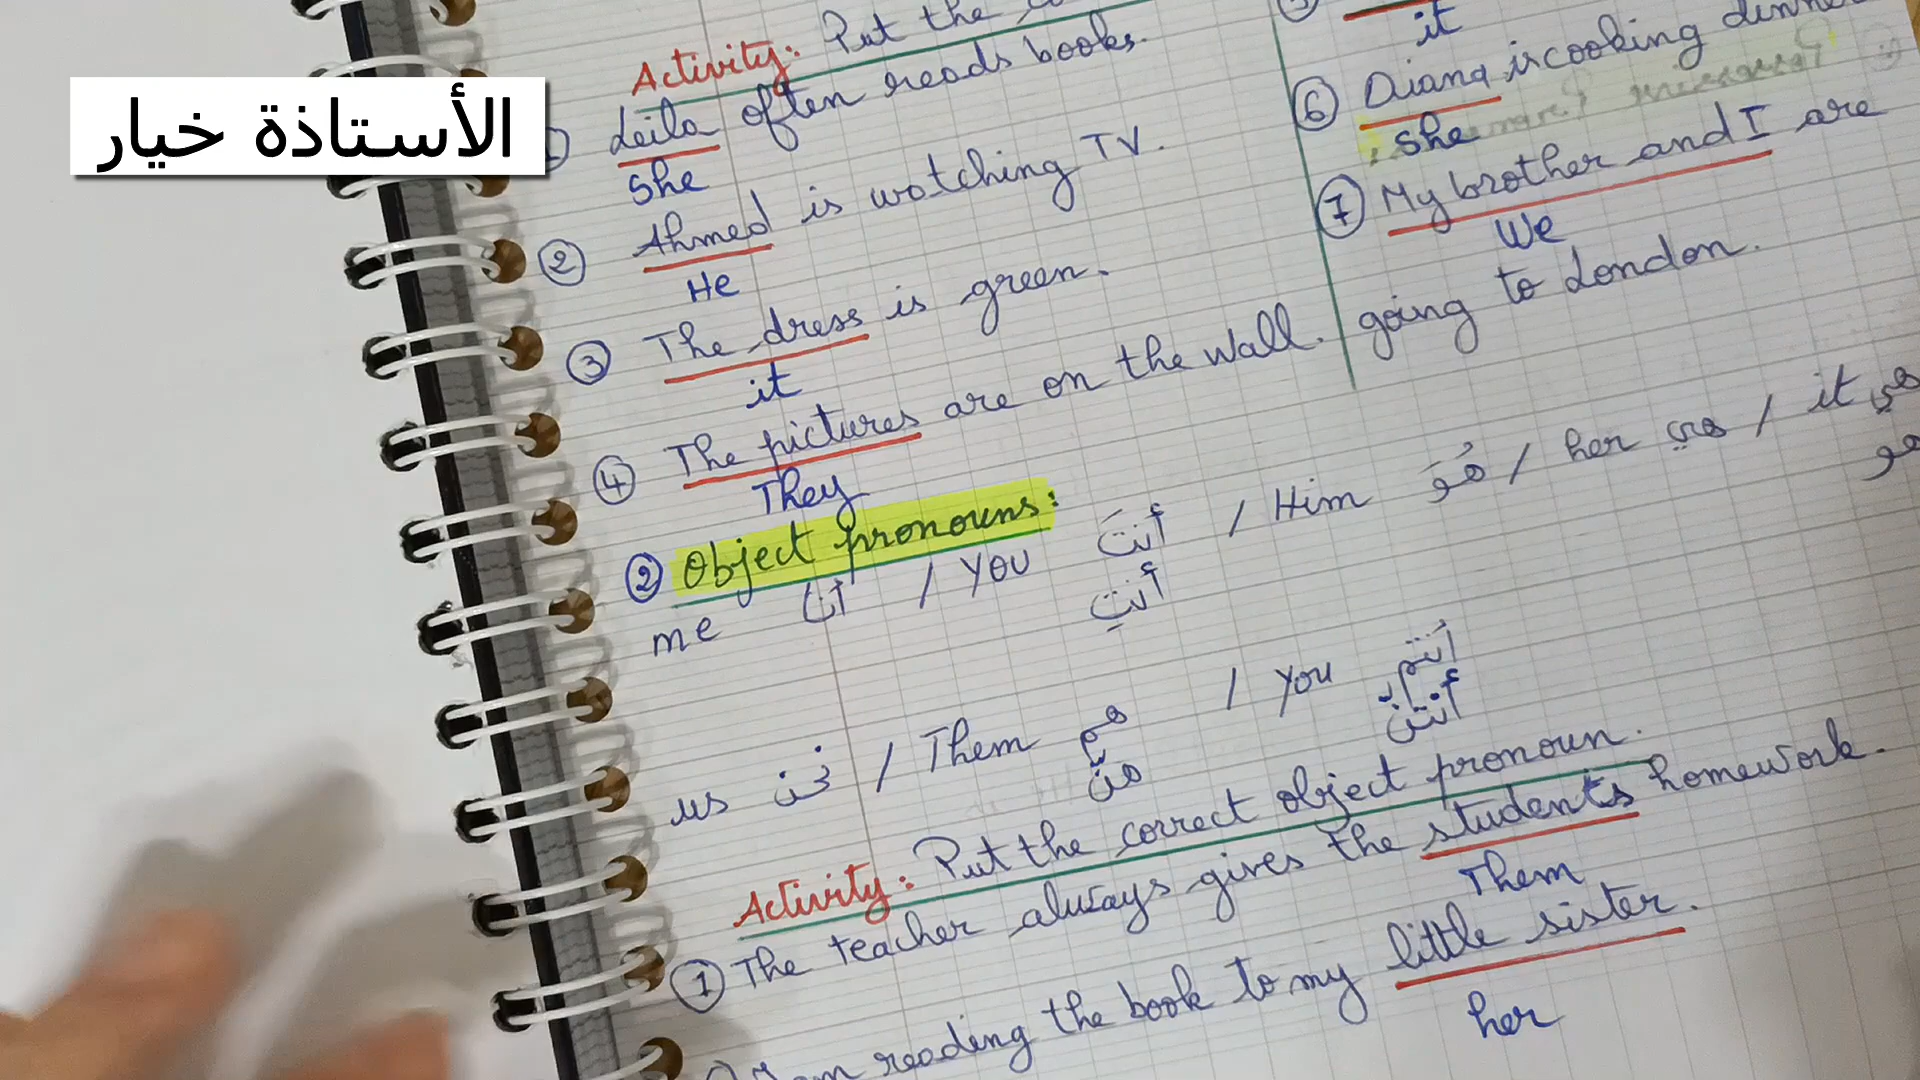 الأستاذة خيار
Activity: Put the
1) Leila often reads books.
She
② Ahmed is watching TV.
He
③ The dress is green.
it
④ The pictures are on the wall.
They
it
⑥ Diana is cooking
She
⑦ My brother and I are
We
going to London.
② Object pronouns:
me أنا / You أنتَ / Him هُوَ / her هي / it هي
أنتِ هو
us نحن / Them هم / You أنتم
هنّ أنتن
Activity: Put the correct object pronoun.
① The teacher always gives the students homework.
Them
reading the book to my little sister.
her